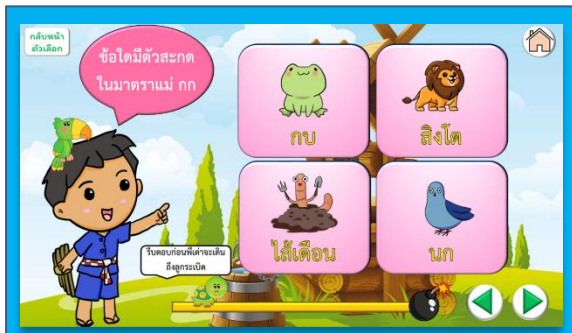 กลับหน้า
ตัวเลือก
ข้อใดมีตัวสะกด
ในมาตราแม่ กก
กบ
สิงโต
ไส้เดือน
นก
รีบตอบก่อนพี่เต่าจะเดิน
ถึงลูกระเบิด